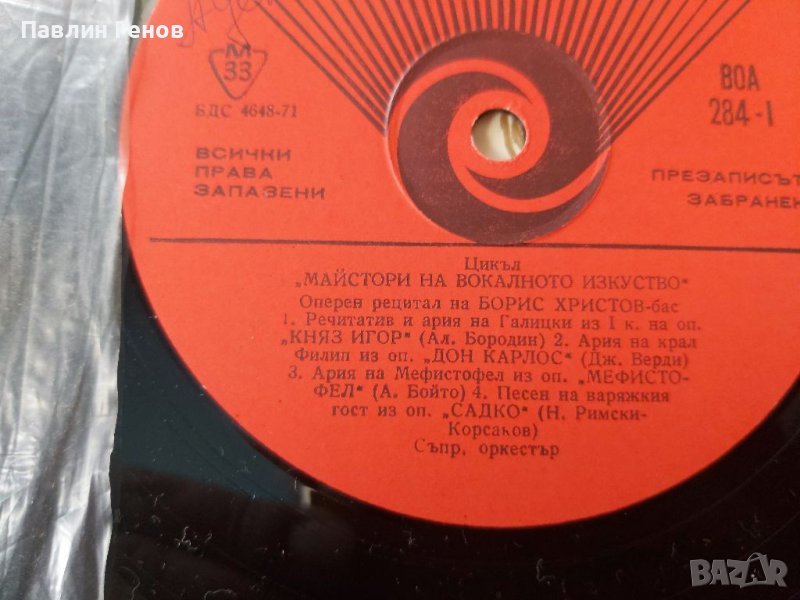 Павлин Генов
М
33
БДС 4648-71
ВСИЧКИ
ПРАВА
ЗАПАЗЕНИ
ВОА
284-I
ПРЕЗАПИСЪТ
ЗАБРАНЕН
Цикъл
„МАЙСТОРИ НА ВОКАЛНОТО ИЗКУСТВО“
Оперен рецитал на БОРИС ХРИСТОВ-бас
1. Речитатив и ария на Галицки из I к. на оп.
„КНЯЗ ИГОР“ (Ал. Бородин) 2. Ария на крал
Филип из оп. „ДОН КАРЛОС“ (Дж. Верди)
3. Ария на Мефистофел из оп. „МЕФИСТО-
ФЕЛ“ (А. Бойто) 4. Песен на варяжкия
гост из оп. „САДКО“ (Н. Римски-
Корсаков)
Съпр. оркестър
BAZAR